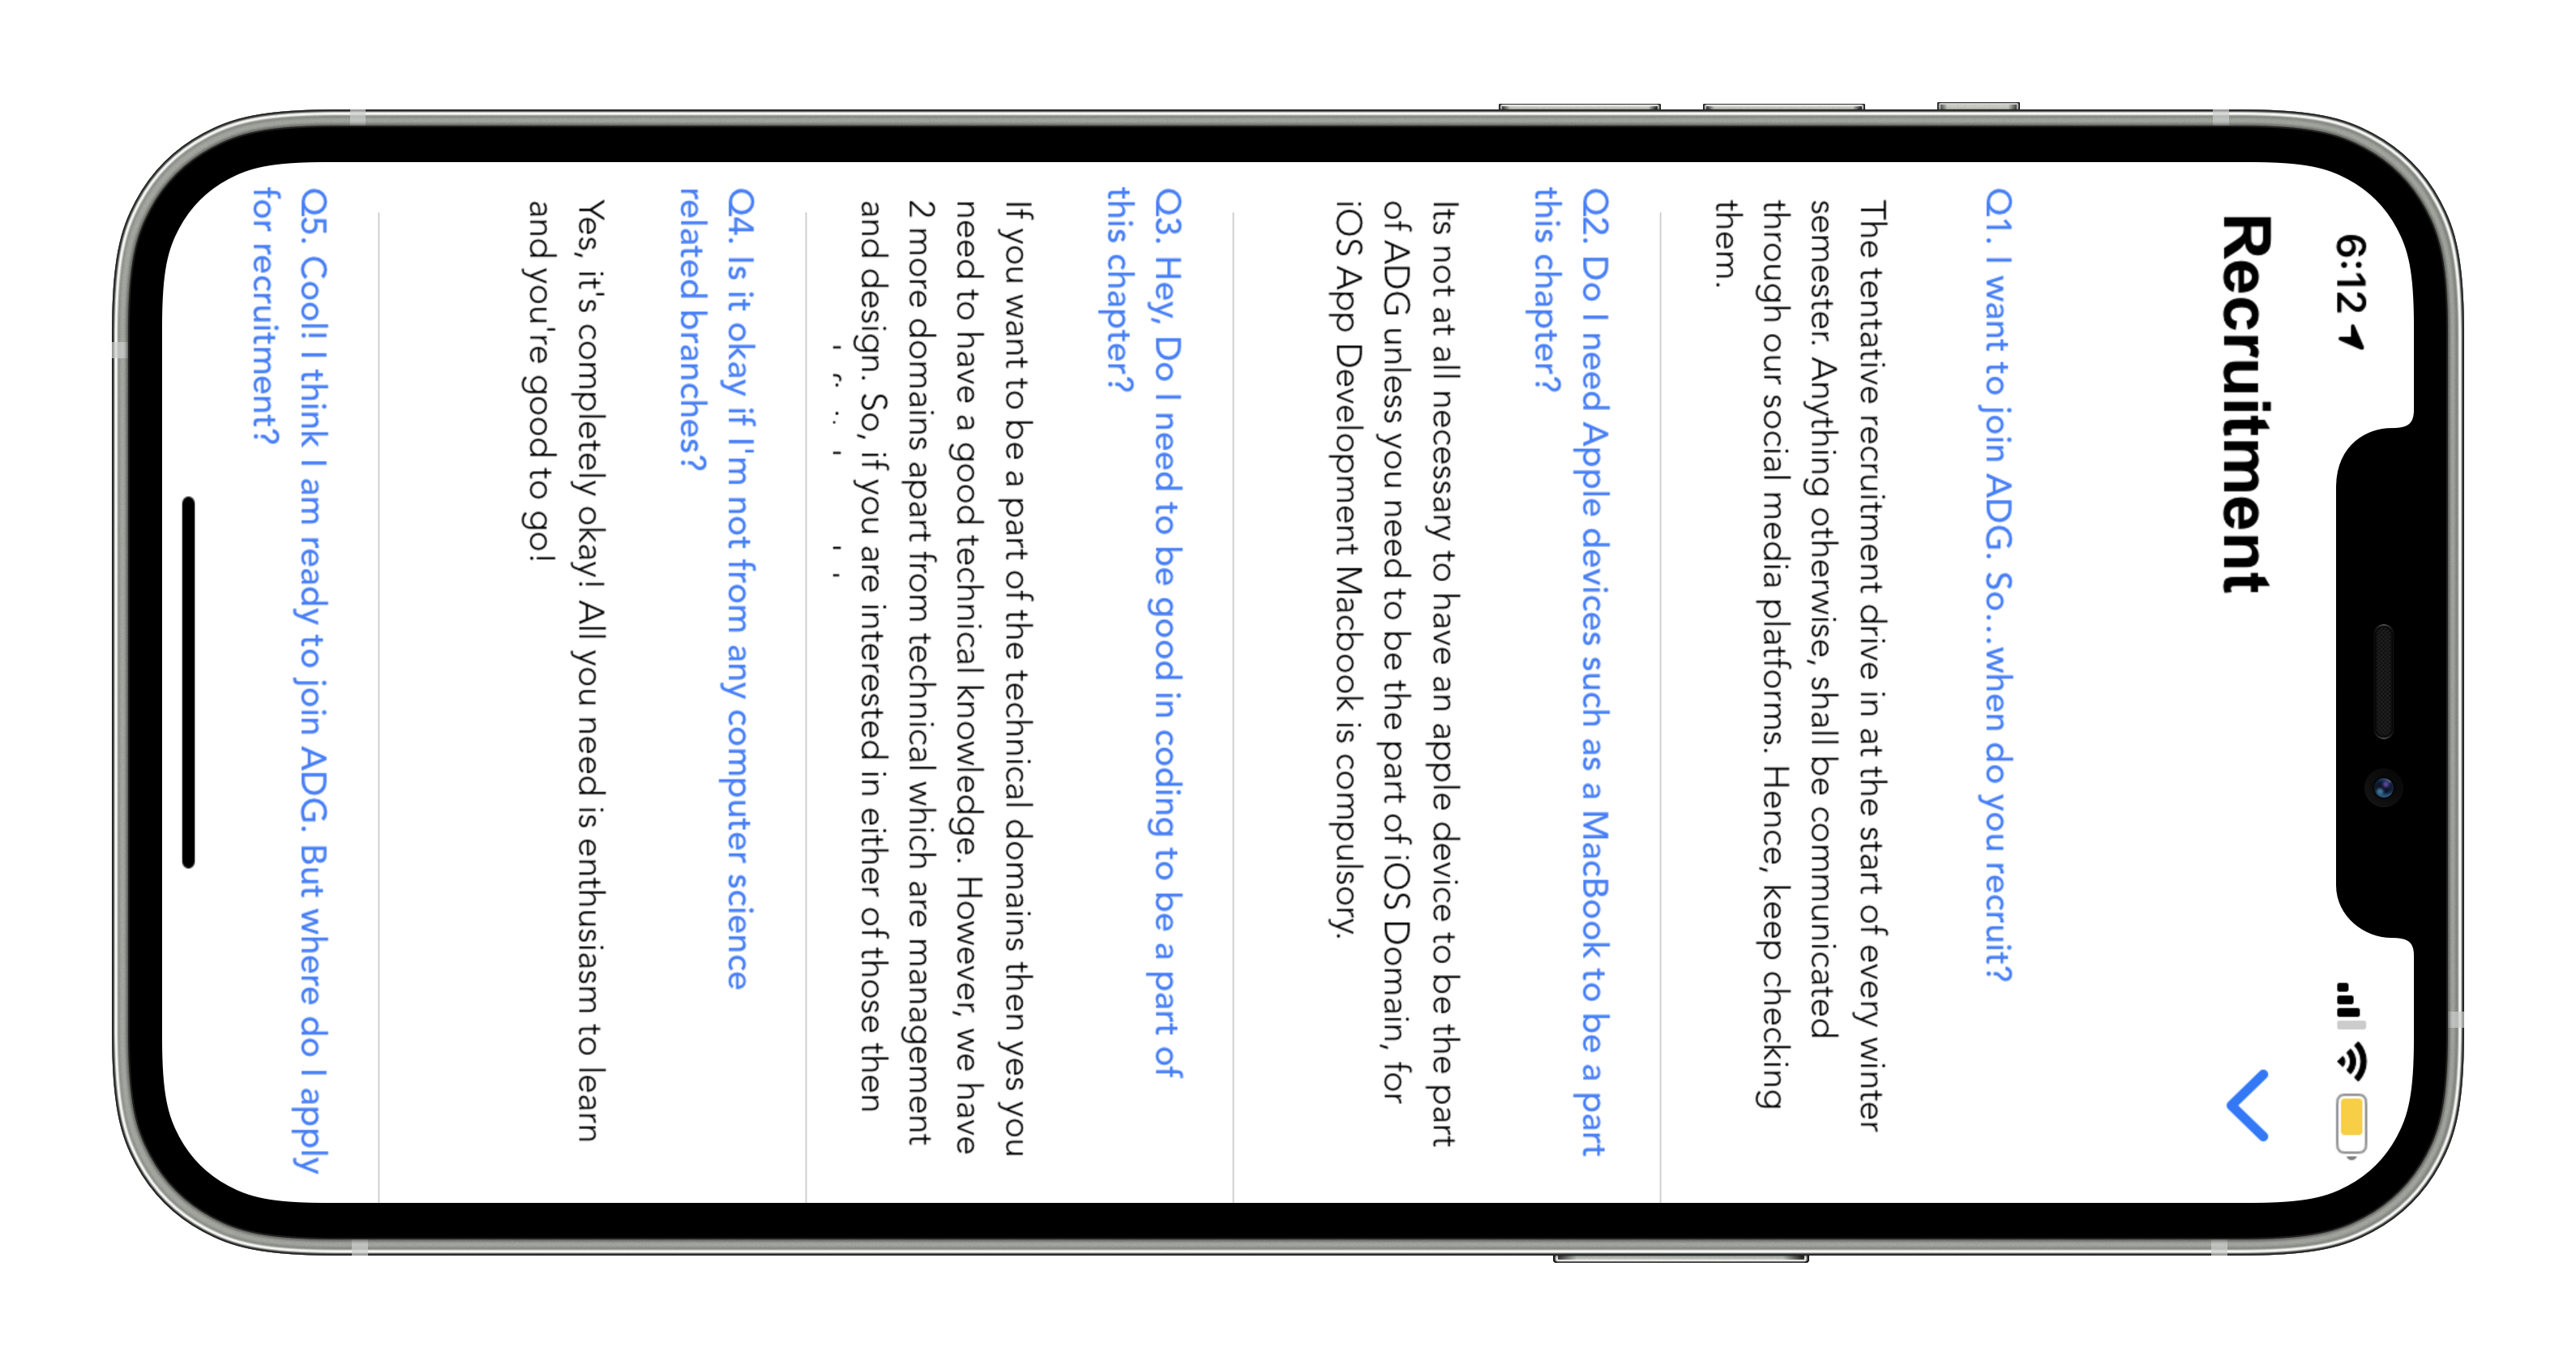 6:12
Recruitment
Q1. I want to join ADG. So...when do you recruit?
The tentative recruitment drive in at the start of every winter
semester. Anything otherwise, shall be communicated
through our social media platforms. Hence, keep checking
them.
Q2. Do I need Apple devices such as a MacBook to be a part
this chapter?
Its not at all necessary to have an apple device to be the part
of ADG unless you need to be the part of iOS Domain, for
iOS App Development Macbook is compulsory.
Q3. Hey, Do I need to be good in coding to be a part of
this chapter?
If you want to be a part of the technical domains then yes you
need to have a good technical knowledge. However, we have
2 more domains apart from technical which are management
and design. So, if you are interested in either of those then
Q4. Is it okay if I'm not from any computer science
related branches?
Yes, it's completely okay! All you need is enthusiasm to learn
and you're good to go!
Q5. Cool! I think I am ready to join ADG. But where do I apply
for recruitment?